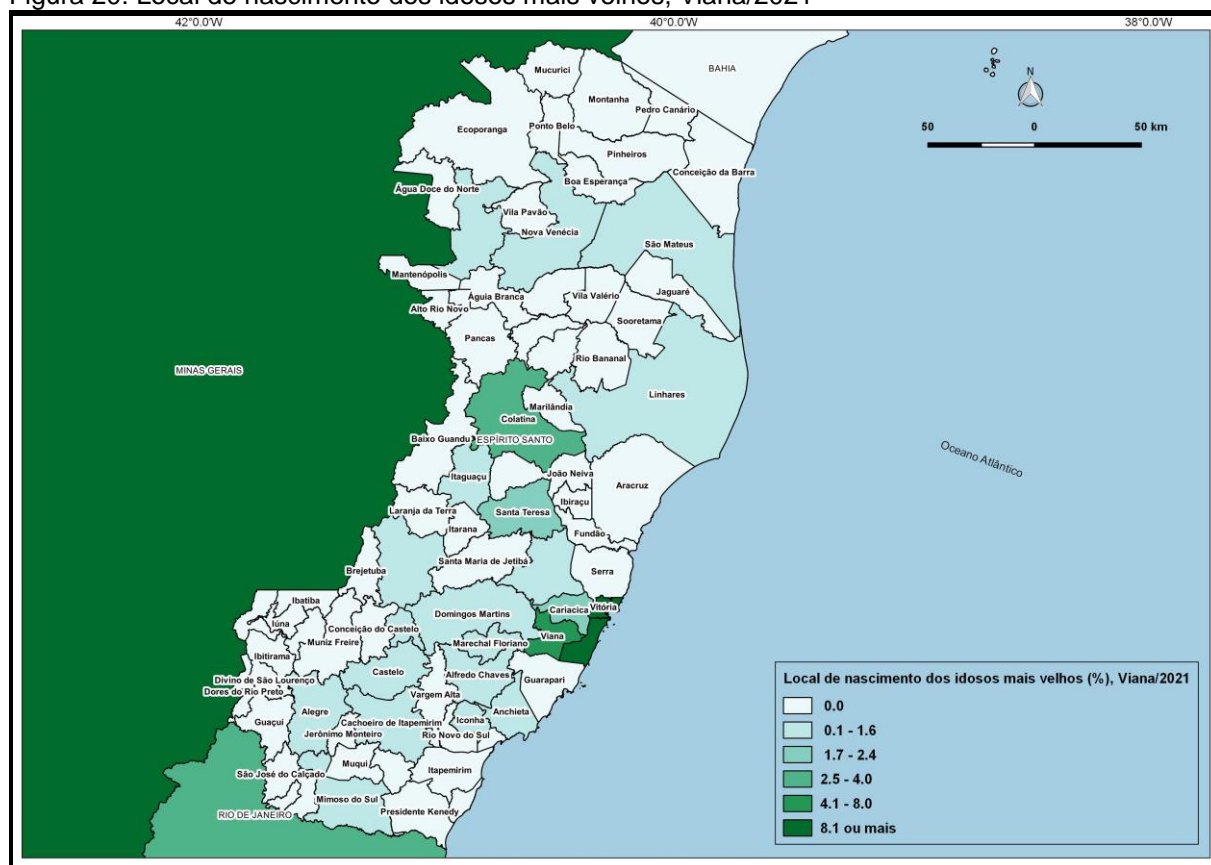 Figura 20. Local de nascimento dos idosos mais velhos, Viana/2021
42°0.0'W
40°0.0'W
38°0.0'W
BAHIA
N
50
0
50 km
Mucurici
Montanha
Pedro Canário
Ecoporanga
Ponto Belo
Pinheiros
Conceição da Barra
Boa Esperança
Água Doce do Norte
Vila Pavão
Nova Venécia
São Mateus
Mantenópolis
Jaguaré
Águia Branca
Vila Valério
Alto Rio Novo
Sooretama
Pancas
Rio Bananal
MINAS GERAIS
Linhares
Marilândia
Colatina
Baixo Guandu
ESPÍRITO SANTO
Oceano Atlântico
João Neiva
Itaguaçu
Aracruz
Ibiraçu
Laranja da Terra
Santa Teresa
Itarana
Fundão
Santa Maria de Jetibá
Brejetuba
Serra
Ibatiba
Cariacica
Vitória
Domingos Martins
Iúna
Conceição do Castelo
Viana
Muniz Freire
Marechal Floriano
Ibitirama
Castelo
Alfredo Chaves
Divino de São Lourenço
Guarapari
Dores do Rio Preto
Vargem Alta
Alegre
Anchieta
Guaçuí
Cachoeiro de Itapemirim
Iconha
Jerônimo Monteiro
Rio Novo do Sul
Muqui
São José do Calçado
Itapemirim
Mimoso do Sul
Presidente Kenedy
RIO DE JANEIRO
Local de nascimento dos idosos mais velhos (%), Viana/2021
0.0
0.1 - 1.6
1.7 - 2.4
2.5 - 4.0
4.1 - 8.0
8.1 ou mais